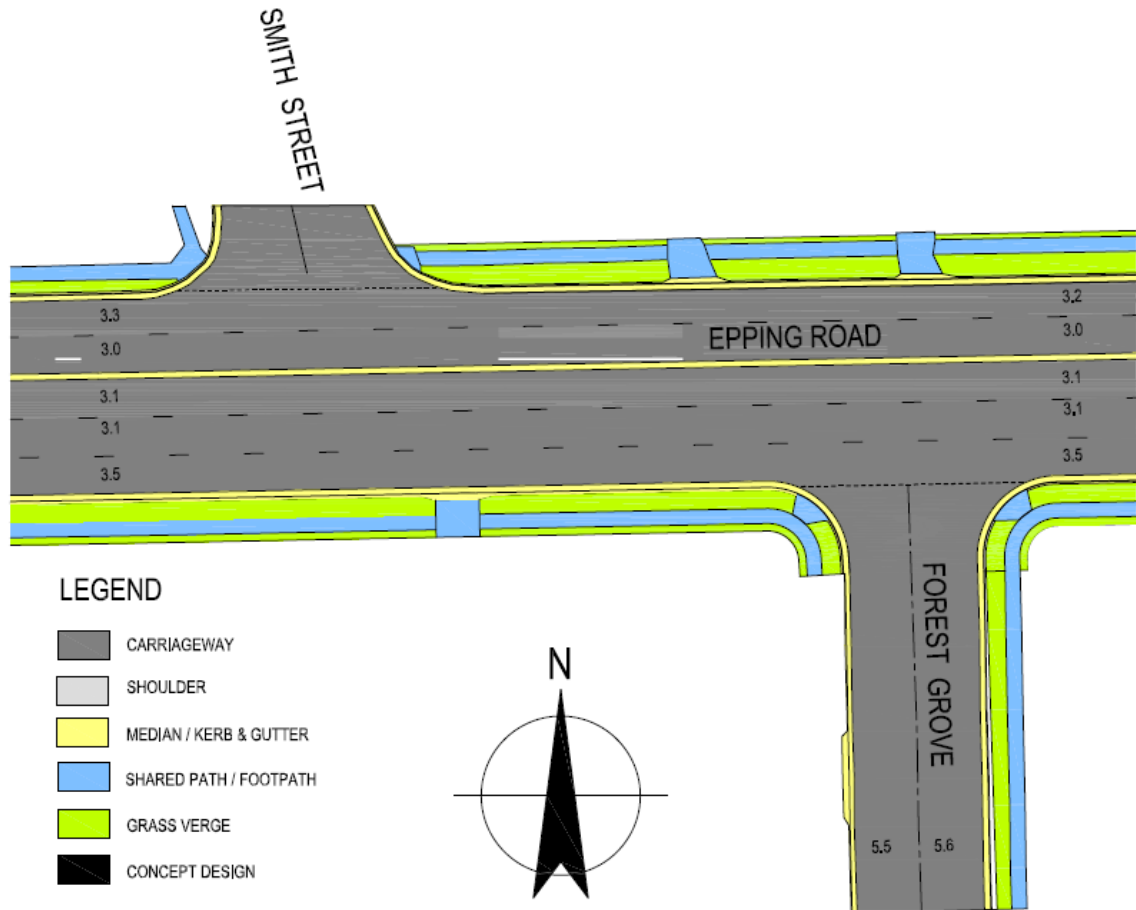 SMITH STREET
3.3
3.0
3.1
3.1
3.5
EPPING ROAD
3.2
3.0
3.1
3.1
3.5
FOREST GROVE
5.5 5.6
LEGEND
CARRIAGEWAY
SHOULDER
MEDIAN / KERB & GUTTER
SHARED PATH / FOOTPATH
GRASS VERGE
CONCEPT DESIGN
N